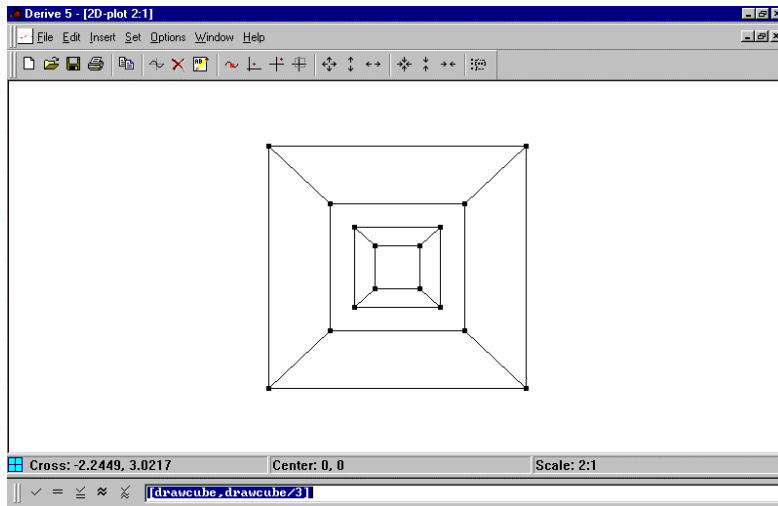 Derive 5 - [2D-plot 2:1]
File Edit Insert Set Options Window Help
Cross: -2.2449, 3.0217 Center: 0, 0 Scale: 2:1
[drawcube,drawcube/3]